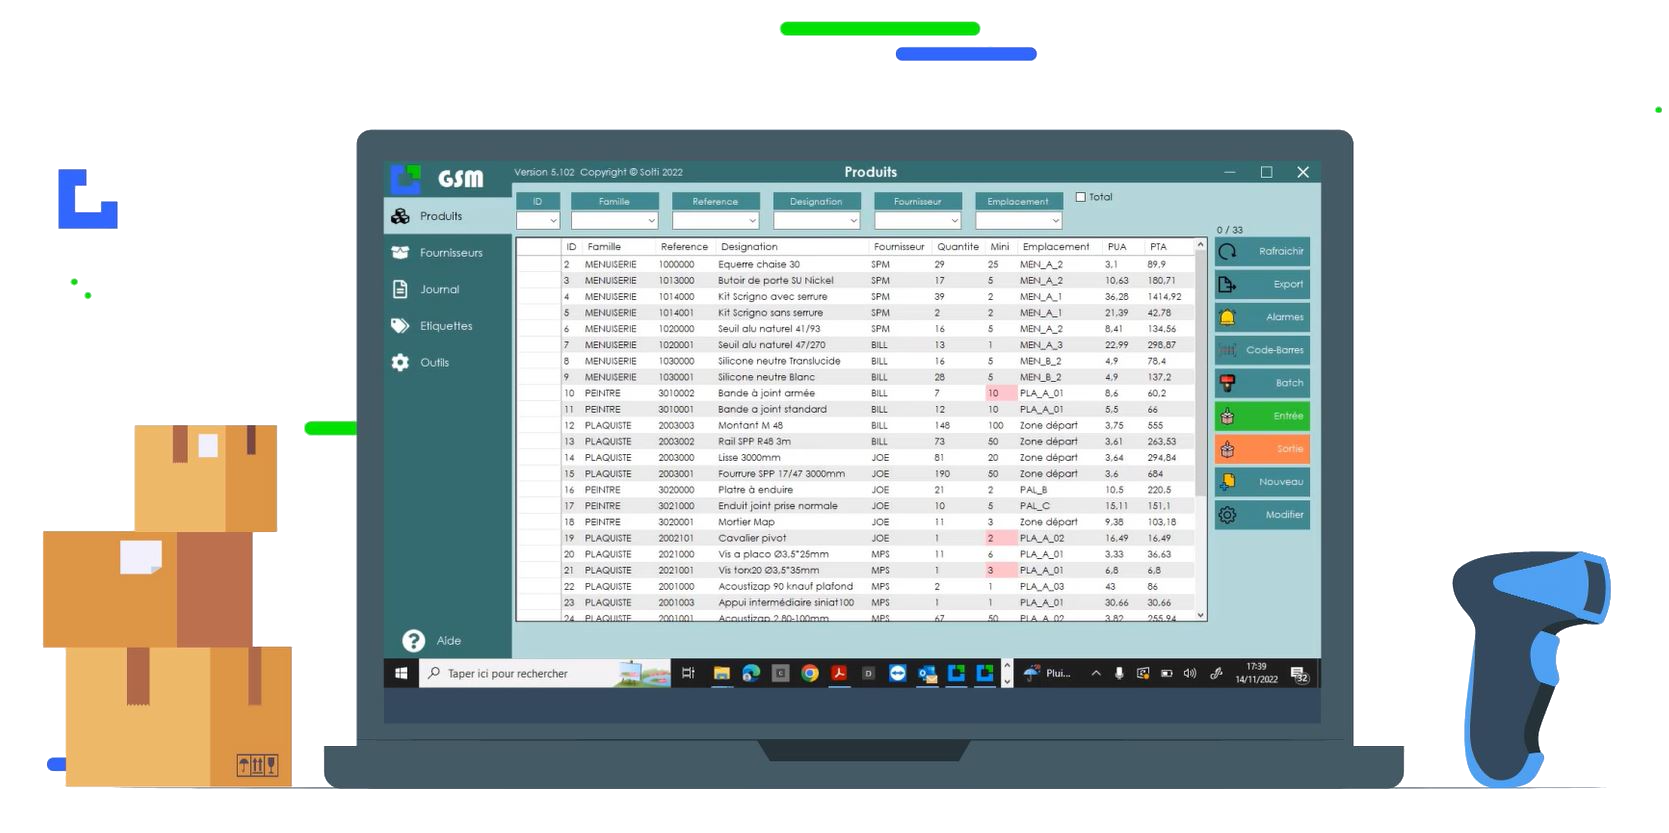 GSM Version 5.102 Copyright © Solti 2022 Produits
Produits
Fournisseurs
Journal
Etiquettes
Outils
Aide
ID Famille Reference Designation Fournisseur Emplacement Total
0 / 33
ID Famille Reference Designation Fournisseur Quantite Mini Emplacement PUA PTA
2 MENUISERIE 1000000 Equerre chaise 30 SPM 29 25 MEN_A_2 3,1 89,9
3 MENUISERIE 1013000 Butoir de porte SU Nickel SPM 17 5 MEN_A_2 10,63 180,71
4 MENUISERIE 1014000 Kit Scrigno avec serrure SPM 39 2 MEN_A_1 36,28 1414,92
5 MENUISERIE 1014001 Kit Scrigno sans serrure SPM 2 2 MEN_A_1 21,39 42,78
6 MENUISERIE 1020000 Seuil alu naturel 41/93 SPM 16 5 MEN_A_2 8,41 134,56
7 MENUISERIE 1020001 Seuil alu naturel 47/270 BILL 13 1 MEN_A_3 22,99 298,87
8 MENUISERIE 1030000 Silicone neutre Translucide BILL 16 5 MEN_B_2 4,9 78,4
9 MENUISERIE 1030001 Silicone neutre Blanc BILL 28 5 MEN_B_2 4,9 137,2
10 PEINTRE 3010002 Bande à joint armée BILL 7 10 PLA_A_01 8,6 60,2
11 PEINTRE 3010001 Bande a joint standard BILL 12 10 PLA_A_01 5,5 66
12 PLAQUISTE 2003003 Montant M 48 BILL 148 100 Zone départ 3,75 555
13 PLAQUISTE 2003002 Rail SPP R48 3m BILL 73 50 Zone départ 3,61 263,53
14 PLAQUISTE 2003000 Lisse 3000mm JOE 81 20 Zone départ 3,64 294,84
15 PLAQUISTE 2003001 Fourrure SPP 17/47 3000mm JOE 190 50 Zone départ 3,6 684
16 PEINTRE 3020000 Platre à enduire JOE 21 2 PAL_B 10,5 220,5
17 PEINTRE 3021000 Enduit joint prise normale JOE 10 5 PAL_C 15,11 151,1
18 PEINTRE 3020001 Mortier Map JOE 11 3 Zone départ 9,38 103,18
19 PLAQUISTE 2002101 Cavalier pivot JOE 1 2 PLA_A_02 16,49 16,49
20 PLAQUISTE 2021000 Vis a placo Ø3,5*25mm MPS 11 6 PLA_A_01 3,33 36,63
21 PLAQUISTE 2021001 Vis torx20 Ø3,5*35mm MPS 1 3 PLA_A_01 6,8 6,8
22 PLAQUISTE 2001000 Acoustizap 90 knauf plafond MPS 2 1 PLA_A_03 43 86
23 PLAQUISTE 2001003 Appui intermédiaire siniat100 MPS 1 1 PLA_A_01 30,66 30,66
24 PLAQUISTE 2001001 Acoustizap 2 80-100mm MPS 67 50 PLA_A_02 3,82 255,94
Rafraichir
Export
Alarmes
Code-Barres
Batch
Entrée
Sortie
Nouveau
Modifier
Taper ici pour rechercher
C
D
Plui...
17:39
14/11/2022
32